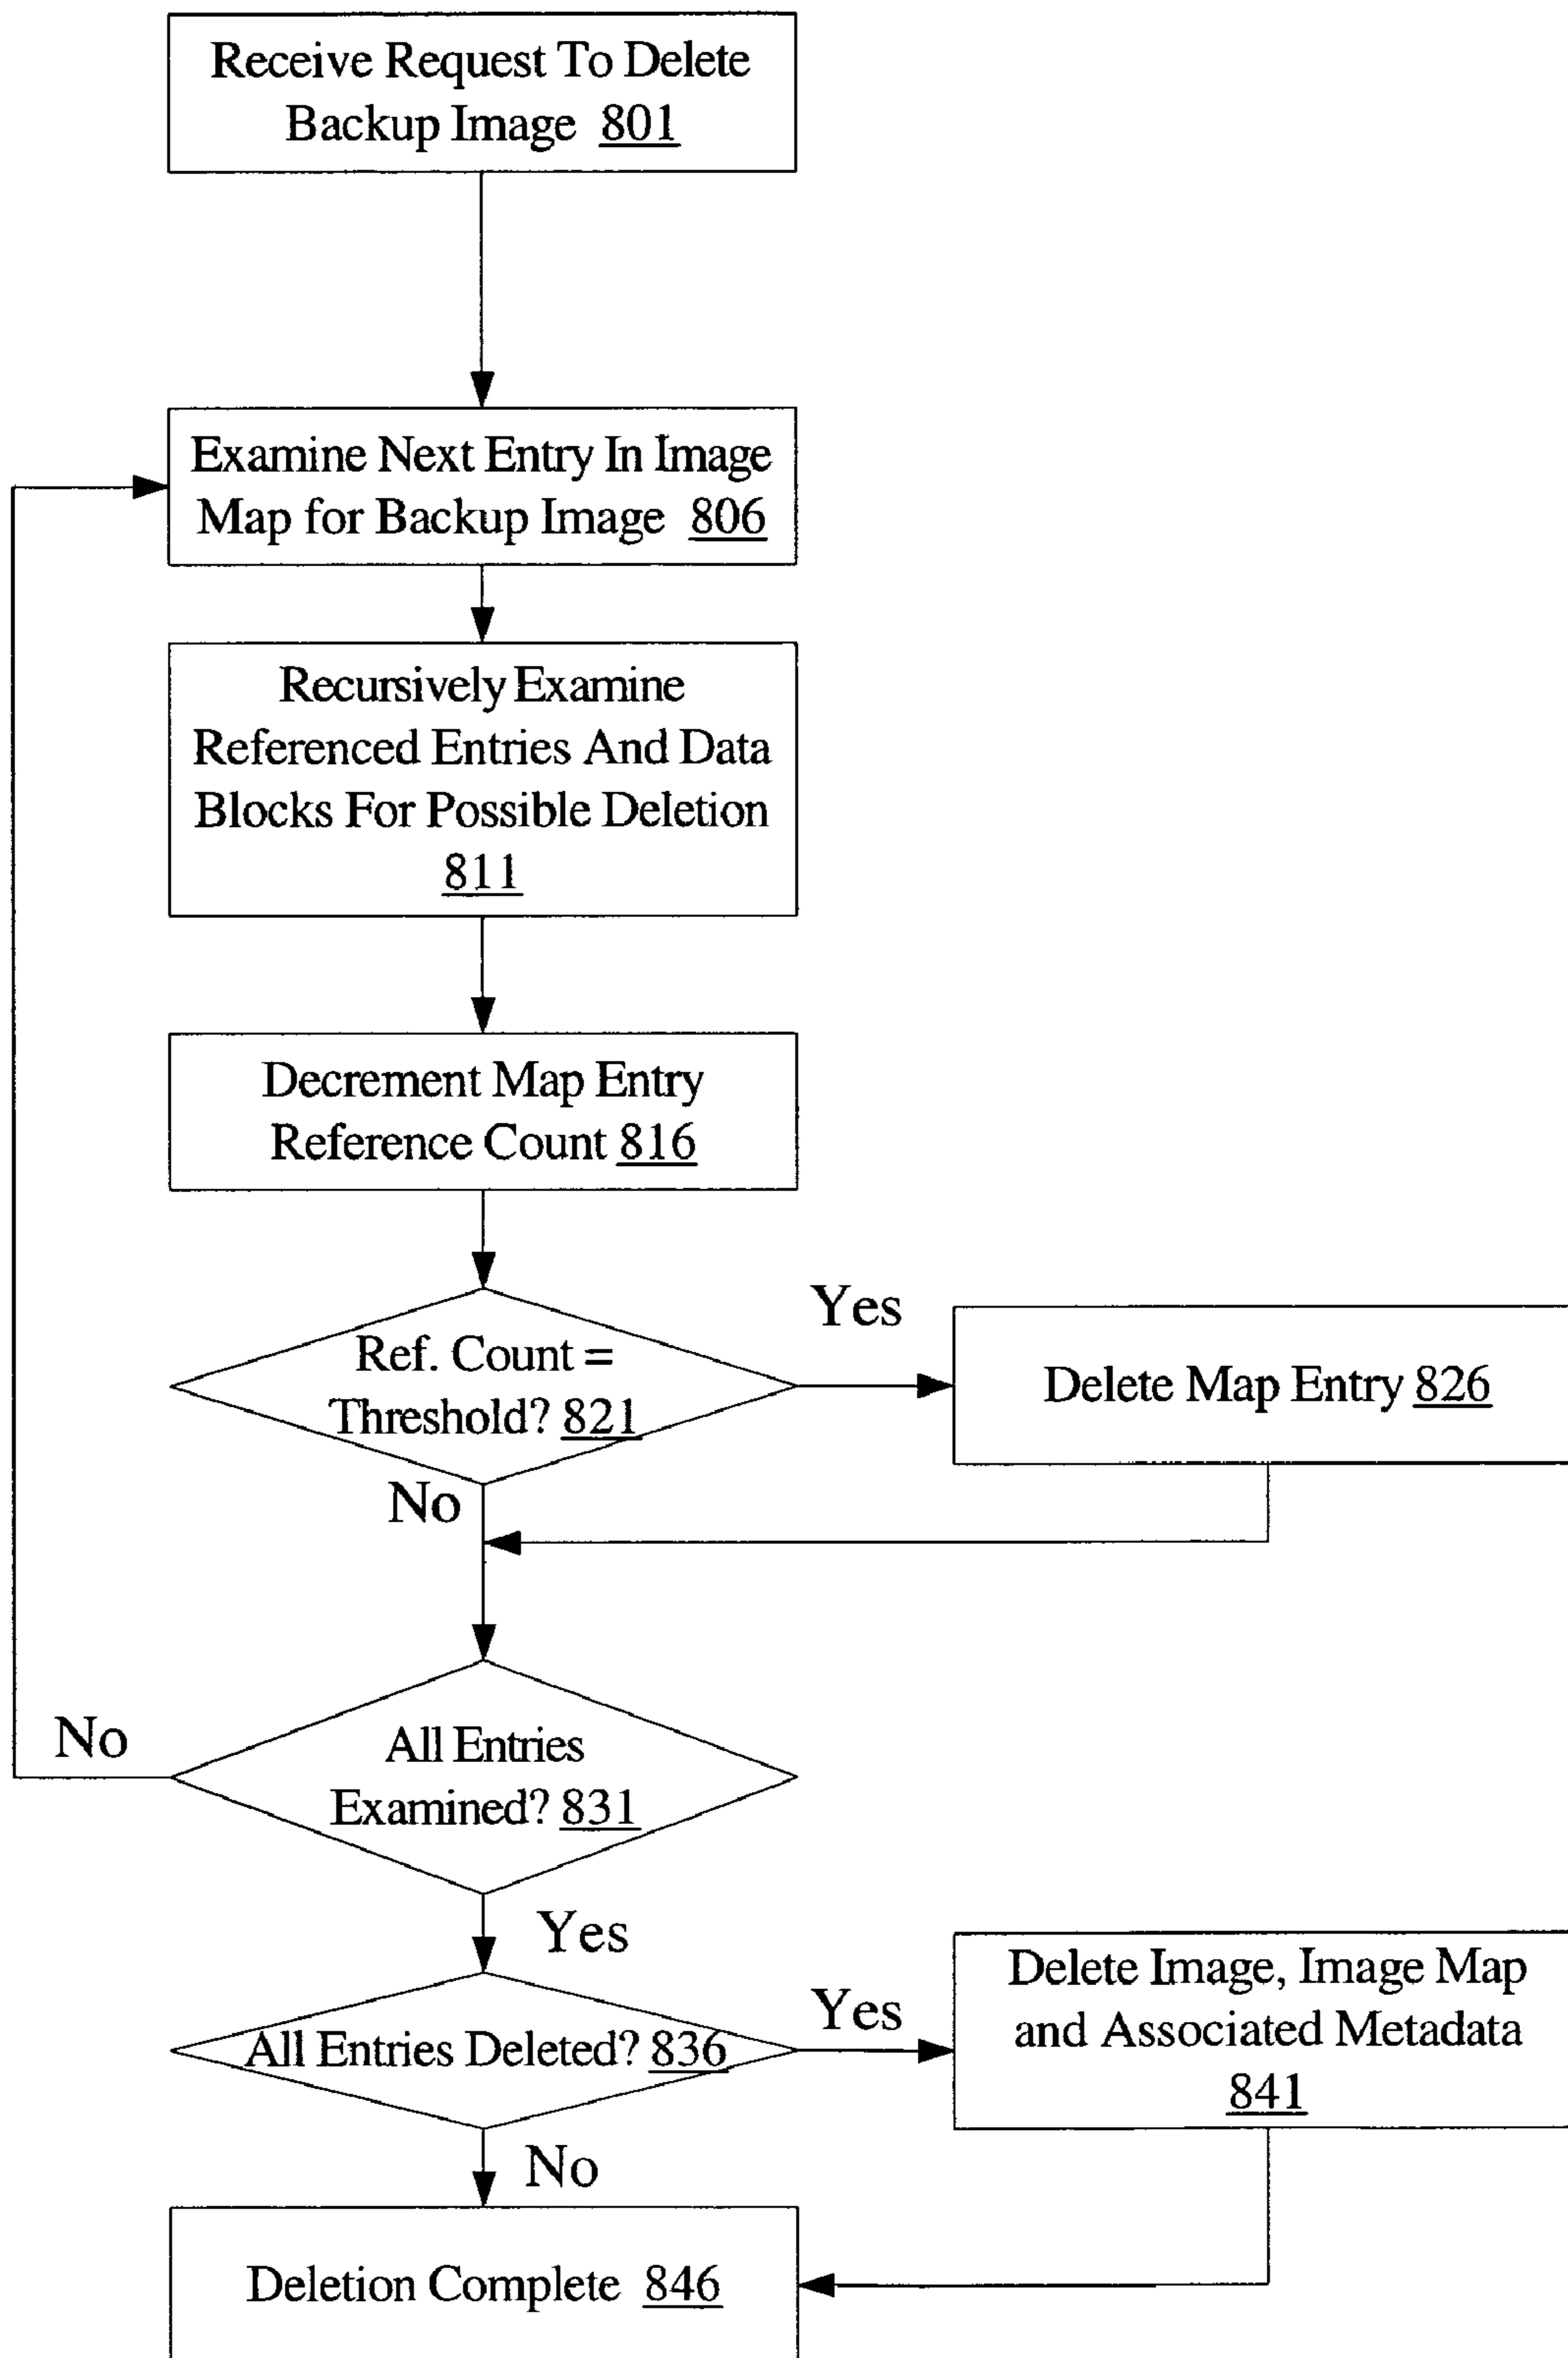 Receive Request To Delete
Backup Image 801
Examine Next Entry In Image
Map for Backup Image 806
Recursively Examine
Referenced Entries And Data
Blocks For Possible Deletion
811
Decrement Map Entry
Reference Count 816
Yes
Ref. Count =
Threshold? 821
Delete Map Entry 826
No
No
All Entries
Examined? 831
Yes
Yes
All Entries Deleted? 836
Delete Image, Image Map
and Associated Metadata
841
No
Deletion Complete 846